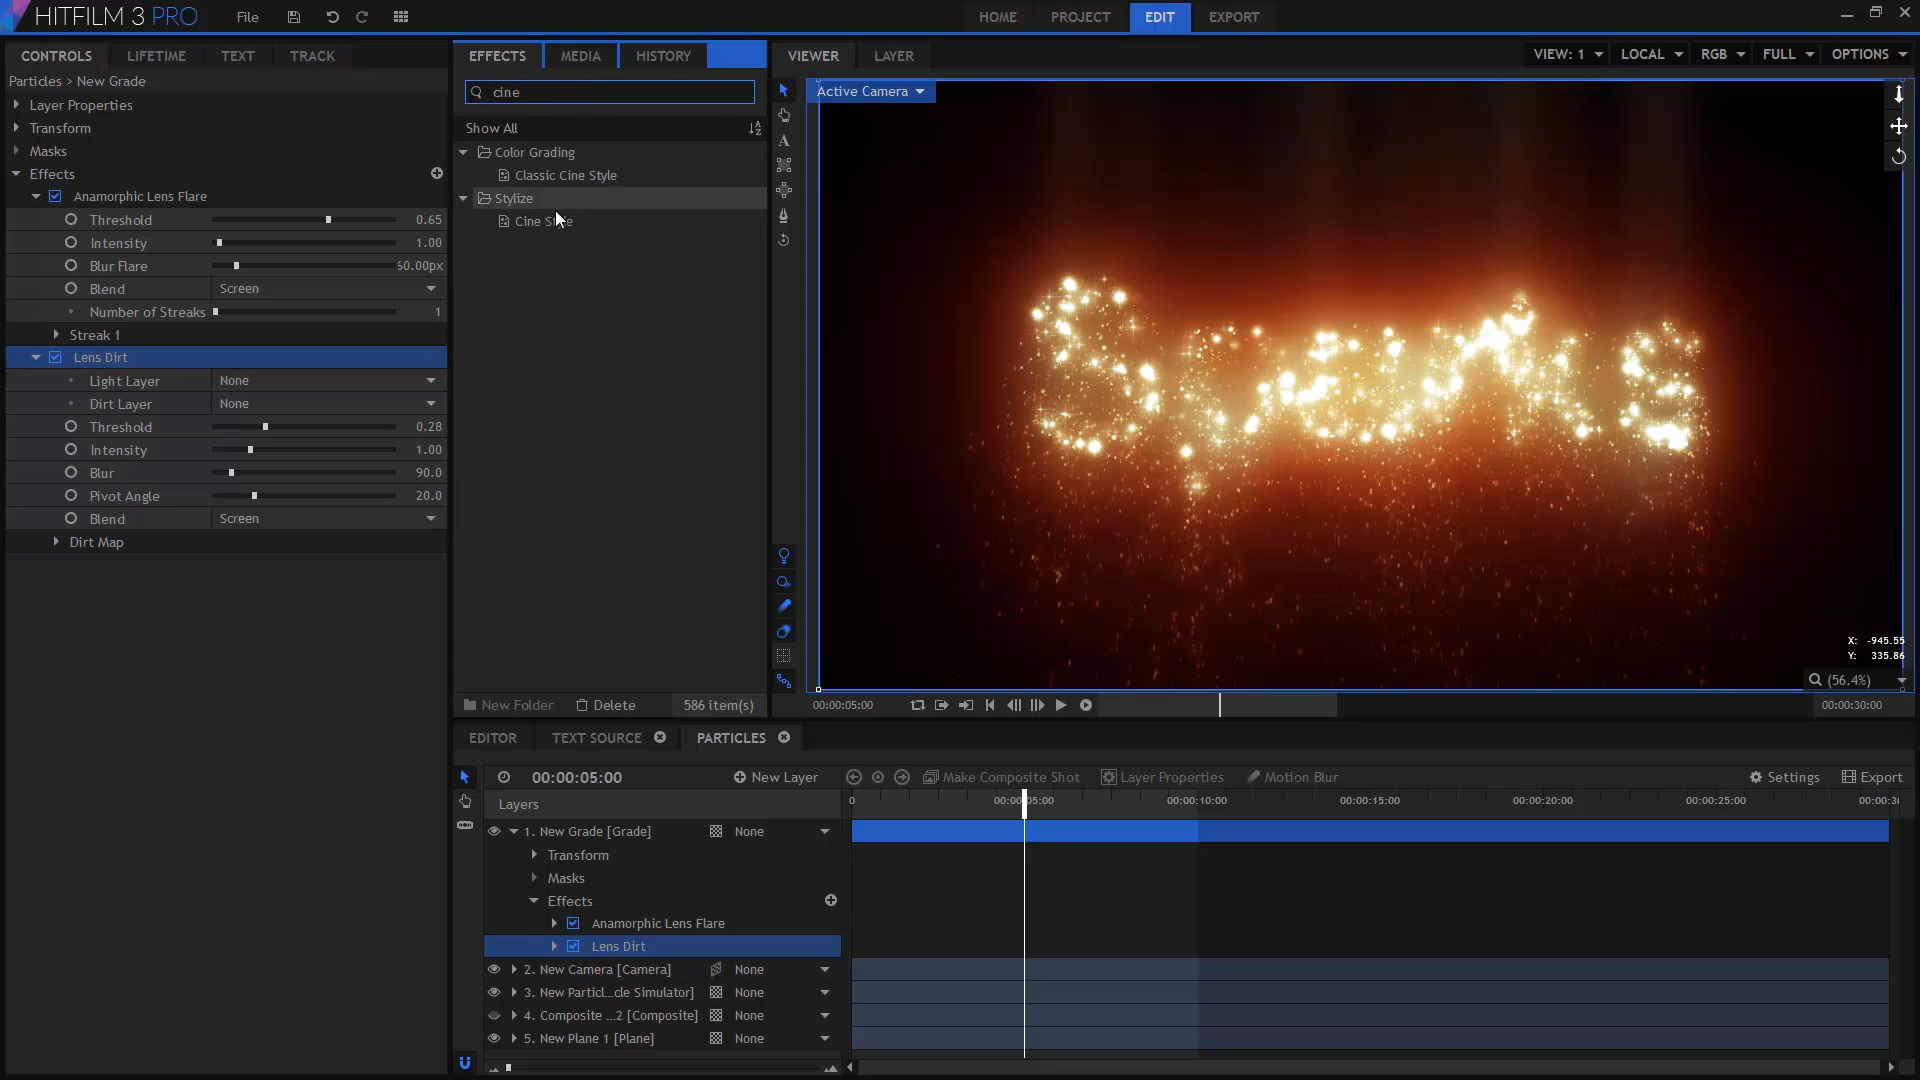 HITFILM 3 PRO
File
HOME
PROJECT
EDIT
EXPORT
CONTROLS
LIFETIME
TEXT
TRACK
Particles > New Grade
Layer Properties
Transform
Masks
Effects
Anamorphic Lens Flare
Threshold 0.65
Intensity 1.00
Blur Flare 60.00px
Blend Screen
Number of Streaks 1
Streak 1
Lens Dirt
Light Layer None
Dirt Layer None
Threshold 0.28
Intensity 1.00
Blur 90.0
Pivot Angle 20.0
Blend Screen
Dirt Map
EFFECTS
MEDIA
HISTORY
cine
Show All
Color Grading
Classic Cine Style
Stylize
Cine Style
New Folder
Delete
586 item(s)
VIEWER
LAYER
VIEW: 1
LOCAL
RGB
FULL
OPTIONS
Active Camera
X: -945.55
Y: 335.86
(56.4%)
00:00:05:00
00:00:30:00
EDITOR
TEXT SOURCE
PARTICLES
00:00:05:00
New Layer
Make Composite Shot
Layer Properties
Motion Blur
Settings
Export
Layers
0
00:00:05:00
00:00:10:00
00:00:15:00
00:00:20:00
00:00:25:00
00:00:3
1. New Grade [Grade] None
Transform
Masks
Effects
Anamorphic Lens Flare
Lens Dirt
2. New Camera [Camera] None
3. New Particl...cle Simulator] None
4. Composite ...2 [Composite] None
5. New Plane 1 [Plane] None